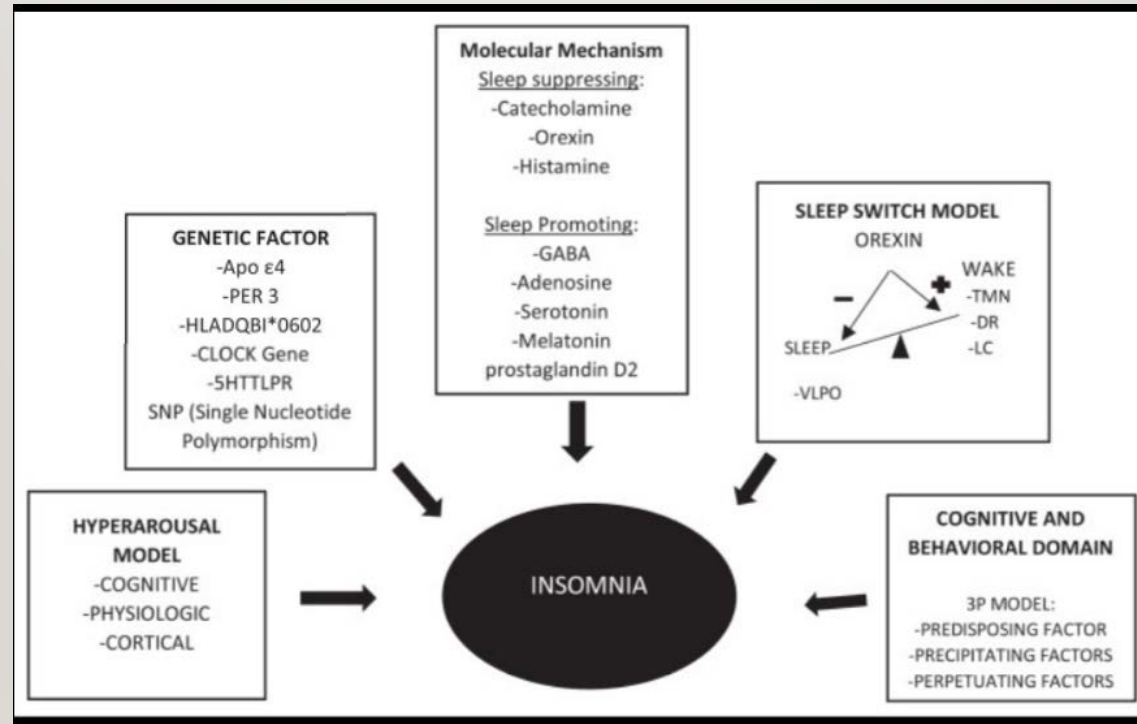 Molecular Mechanism
Sleep suppressing:
-Catecholamine
-Orexin
-Histamine
Sleep Promoting:
-GABA
-Adenosine
-Serotonin
-Melatonin
prostaglandin D2
GENETIC FACTOR
-Apo ε4
-PER 3
-HLADQBI*0602
-CLOCK Gene
-5HTTLPR
SNP (Single Nucleotide
Polymorphism)
SLEEP SWITCH MODEL
OREXIN
WAKE
-TMN
-DR
-LC
SLEEP
-VLPO
HYPERAROUSAL
MODEL
-COGNITIVE
-PHYSIOLOGIC
-CORTICAL
INSOMNIA
COGNITIVE AND
BEHAVIORAL DOMAIN
3P MODEL:
-PREDISPOSING FACTOR
-PRECIPITATING FACTORS
-PERPETUATING FACTORS